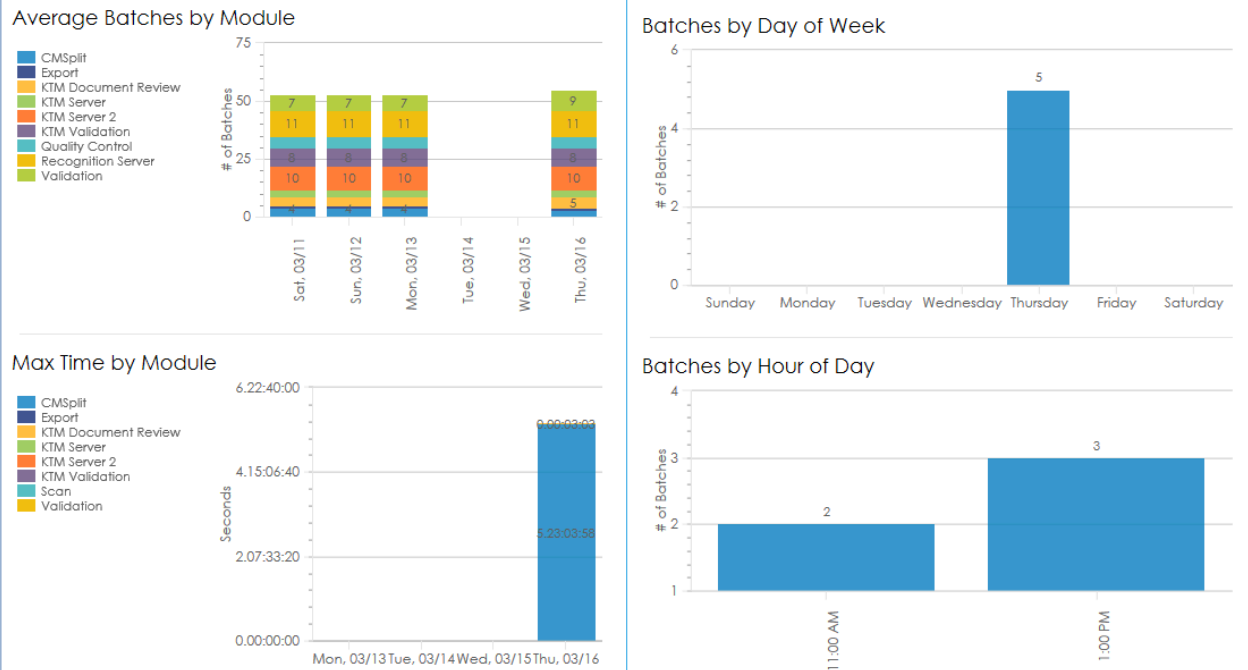 Average Batches by Module
CMSplit
Export
KTM Document Review
KTM Server
KTM Server 2
KTM Validation
Quality Control
Recognition Server
Validation
# of Batches
75
50
25
0
7
7
7
9
11
11
11
11
8
8
8
8
10
10
10
10
5
4
4
4
Sat, 03/11
Sun, 03/12
Mon, 03/13
Tue, 03/14
Wed, 03/15
Thu, 03/16
Batches by Day of Week
# of Batches
6
4
2
0
5
Sunday Monday Tuesday Wednesday Thursday Friday Saturday
Max Time by Module
CMSplit
Export
KTM Document Review
KTM Server
KTM Server 2
KTM Validation
Scan
Validation
Seconds
6.22:40:00
4.15:06:40
2.07:33:20
0.00:00:00
0.00:03:03
5.23:03:58
Mon, 03/13 Tue, 03/14 Wed, 03/15 Thu, 03/16
Batches by Hour of Day
# of Batches
4
3
2
1
2
3
11:00 AM
1:00 PM